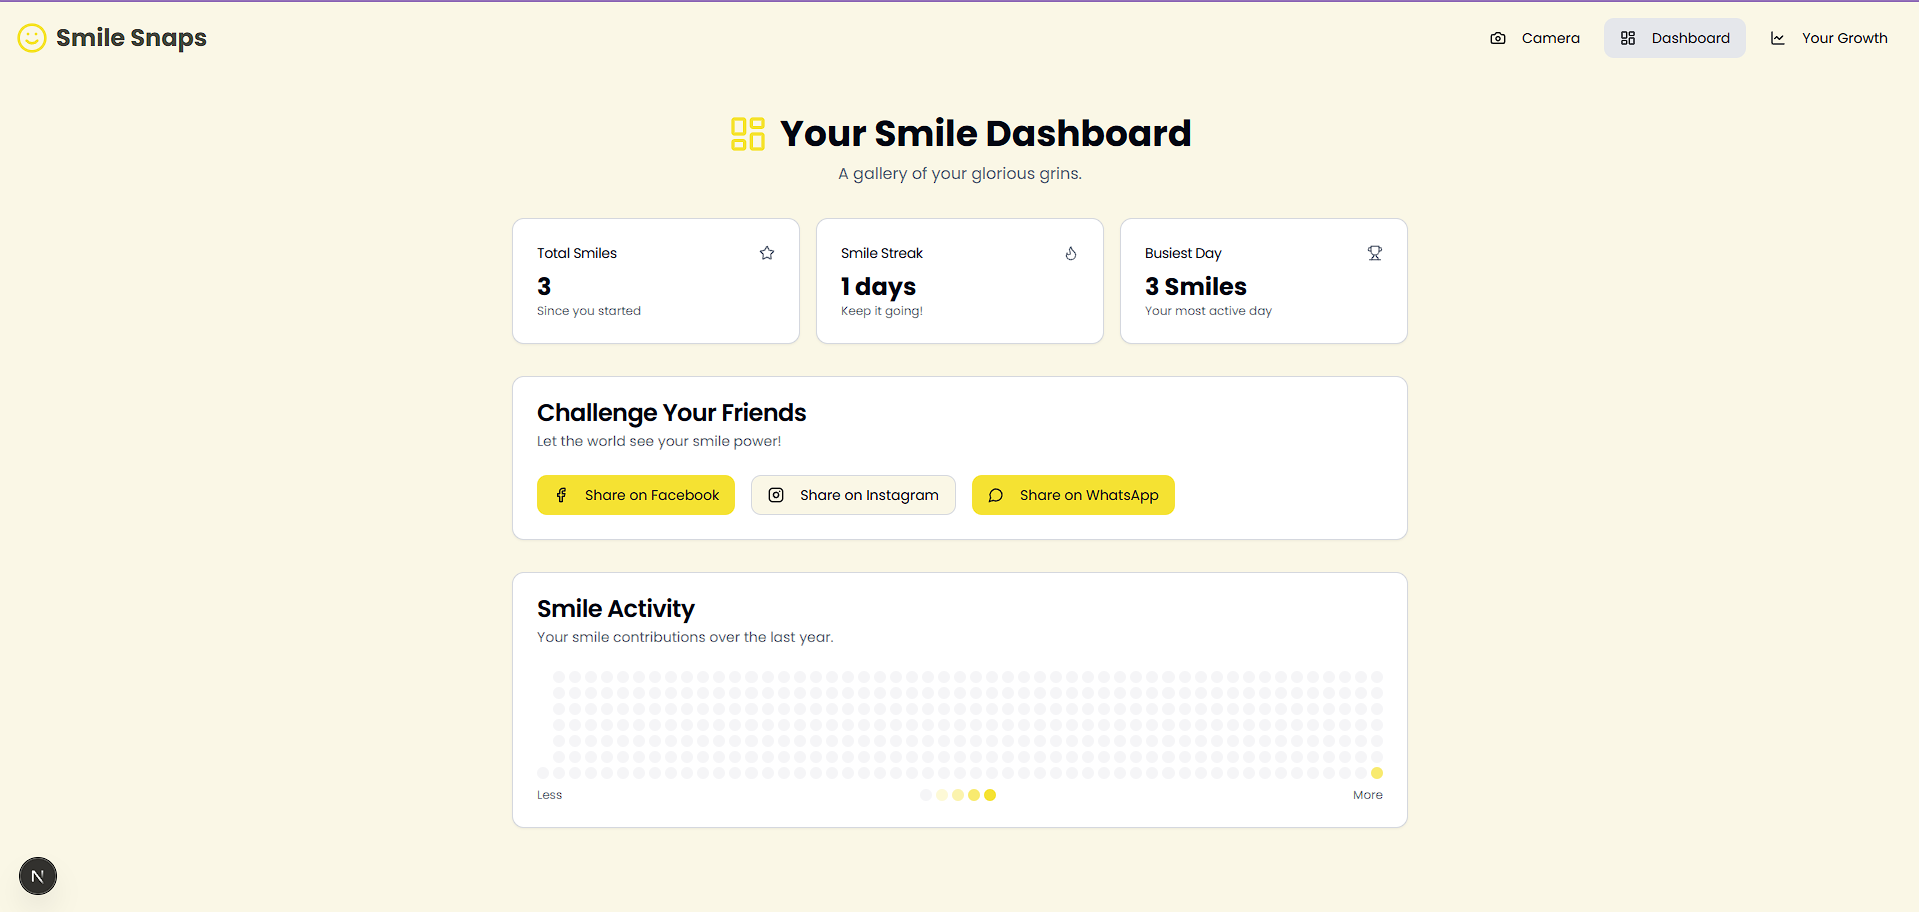 Smile Snaps
Camera
Dashboard
Your Growth
Your Smile Dashboard
A gallery of your glorious grins.
Total Smiles
3
Since you started
Smile Streak
1 days
Keep it going!
Busiest Day
3 Smiles
Your most active day
Challenge Your Friends
Let the world see your smile power!
Share on Facebook
Share on Instagram
Share on WhatsApp
Smile Activity
Your smile contributions over the last year.
Less
More
N